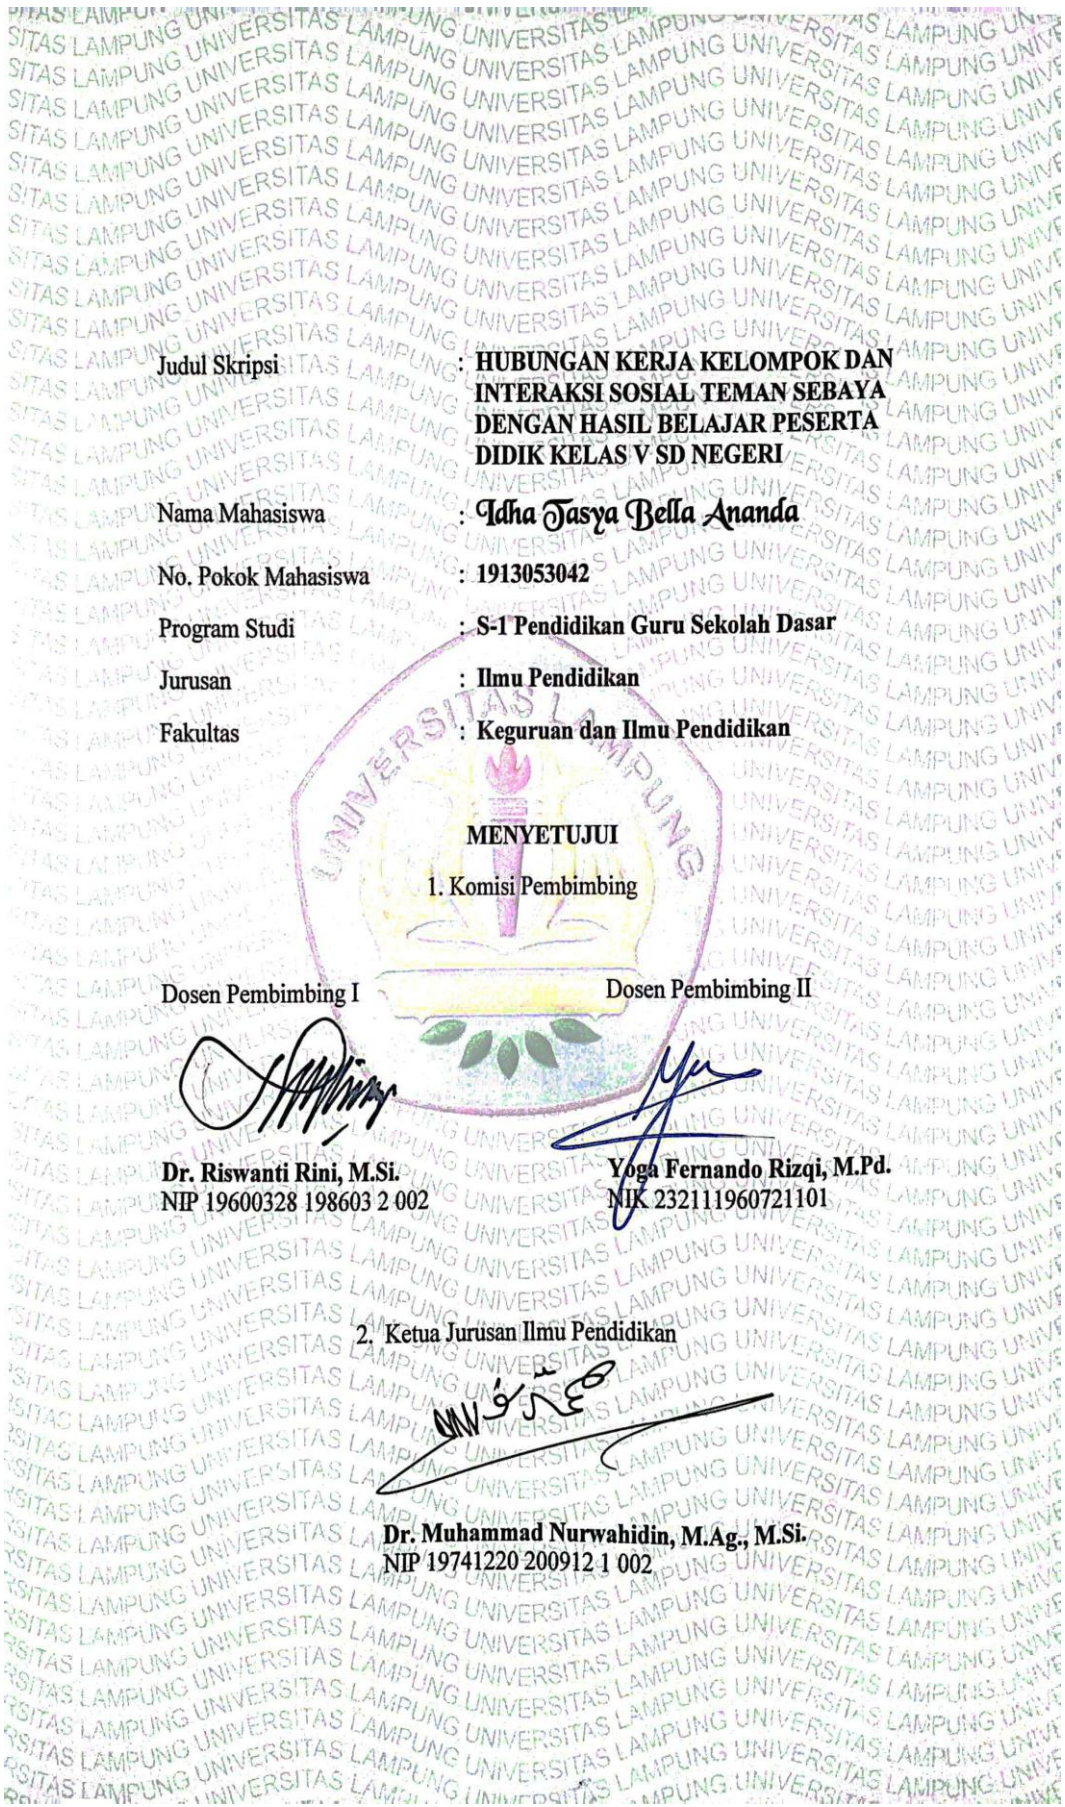 Judul Skripsi : HUBUNGAN KERJA KELOMPOK DAN
INTERAKSI SOSIAL TEMAN SEBAYA
DENGAN HASIL BELAJAR PESERTA
DIDIK KELAS V SD NEGERI
Nama Mahasiswa : Idha Tasya Bella Ananda
No. Pokok Mahasiswa : 1913053042
Program Studi : S-1 Pendidikan Guru Sekolah Dasar
Jurusan : Ilmu Pendidikan
Fakultas : Keguruan dan Ilmu Pendidikan
UNIVERSITAS LAMPUNG
MENYETUJUI
1. Komisi Pembimbing
Dosen Pembimbing I Dosen Pembimbing II
Dr. Riswanti Rini, M.Si. Yoga Fernando Rizqi, M.Pd.
NIP 19600328 198603 2 002 NIK 232111960721101
2. Ketua Jurusan Ilmu Pendidikan
Dr. Muhammad Nurwahidin, M.Ag., M.Si.
NIP 19741220 200912 1 002